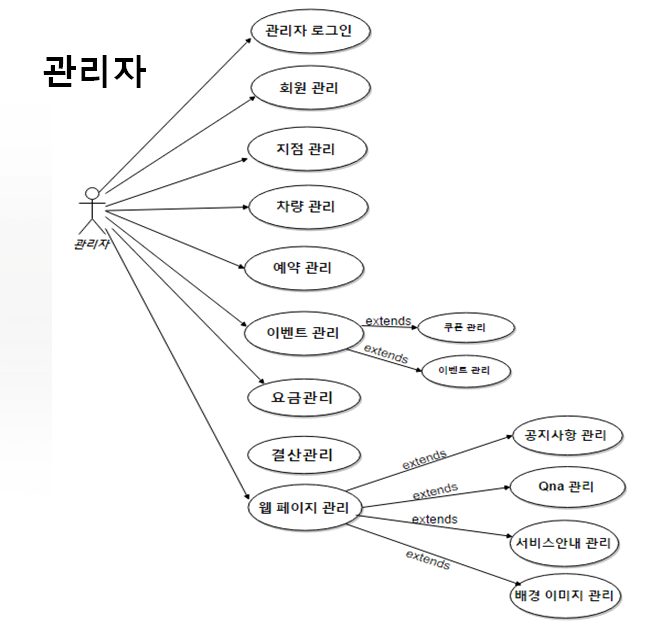 관리자
관리자 로그인
회원 관리
지점 관리
차량 관리
관리자
예약 관리
이벤트 관리
extends
쿠폰 관리
extends
이벤트 관리
요금관리
결산관리
웹 페이지 관리
extends
공지사항 관리
extends
Qna 관리
extends
서비스안내 관리
extends
배경 이미지 관리